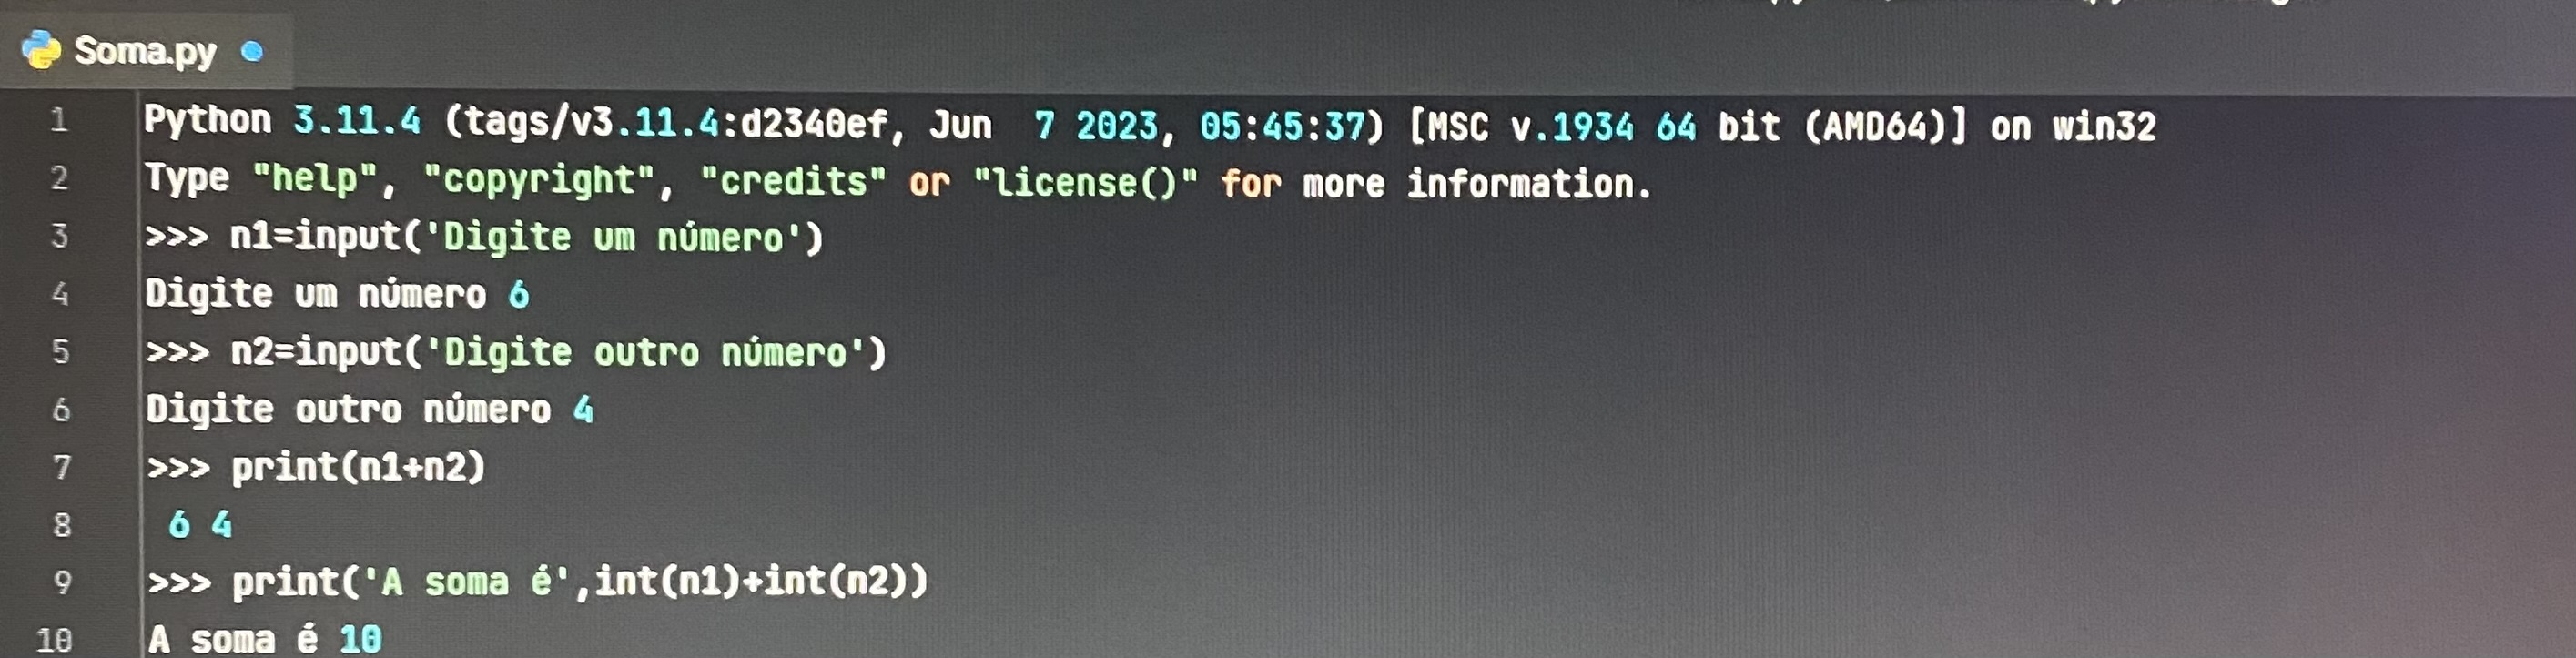 Soma.py
1 Python 3.11.4 (tags/v3.11.4:d2340ef, Jun  7 2023, 05:45:37) [MSC v.1934 64 bit (AMD64)] on win32
2 Type "help", "copyright", "credits" or "license()" for more information.
3 >>> n1=input('Digite um número')
4 Digite um número 6
5 >>> n2=input('Digite outro número')
6 Digite outro número 4
7 >>> print(n1+n2)
8  6 4
9 >>> print('A soma é',int(n1)+int(n2))
10 A soma é 10